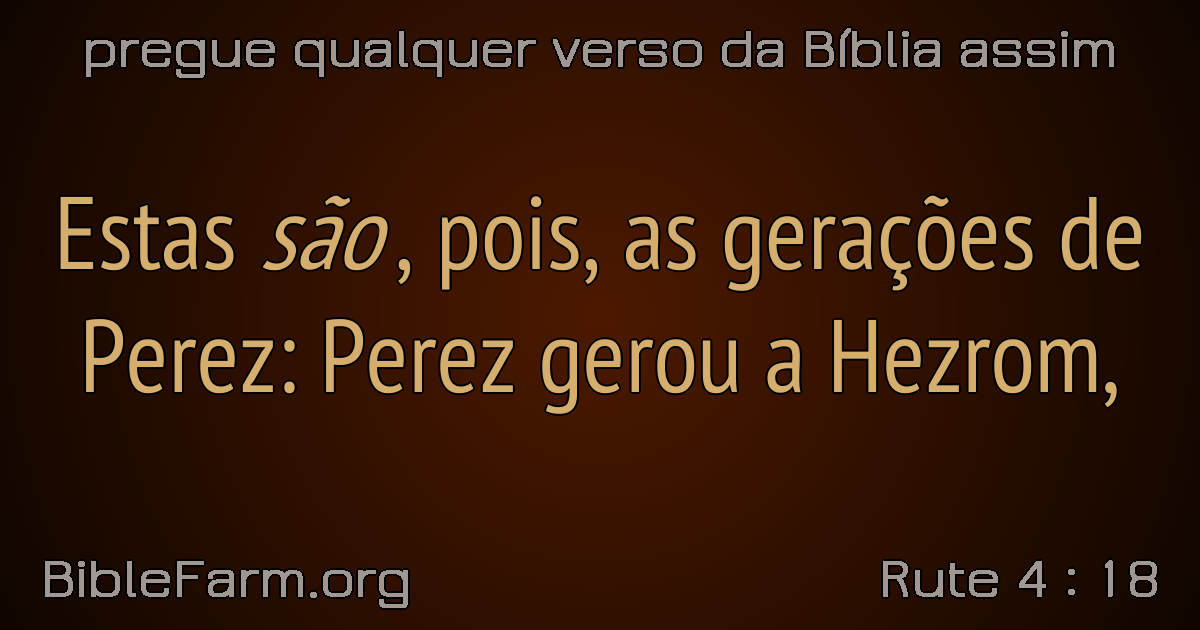 pregue qualquer verso da Bíblia assim
Estas são, pois, as gerações de
Perez: Perez gerou a Hezrom,
BibleFarm.org
Rute 4 : 18